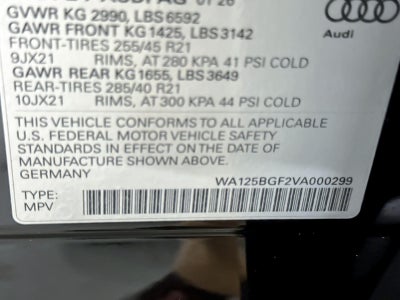 GVWR KG 2990, LBS 6592
GAWR FRONT KG 1425, LBS 3142
FRONT-TIRES 255/45 R21
9JX21 RIMS, AT 280 KPA 41 PSI COLD
GAWR REAR KG 1655, LBS 3649
REAR-TIRES 285/40 R21
10JX21 RIMS, AT 300 KPA 44 PSI COLD
Audi
THIS VEHICLE CONFORMS TO ALL APPLICABLE
U.S. FEDERAL MOTOR VEHICLE SAFETY
STANDARDS IN EFFECT ON THE DATE OF
MANUFACTURE SHOWN ABOVE.
GERMANY
WA125BGF2VA000299
TYPE:
MPV